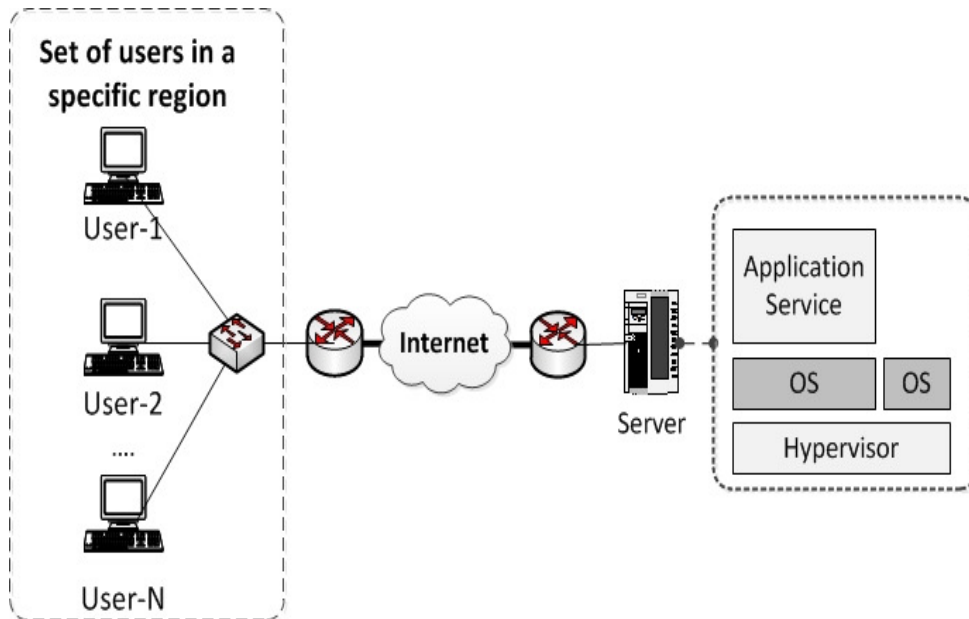 Set of users in a
specific region
User-1
User-2
....
User-N
Internet
Server
Application
Service
OS
OS
Hypervisor